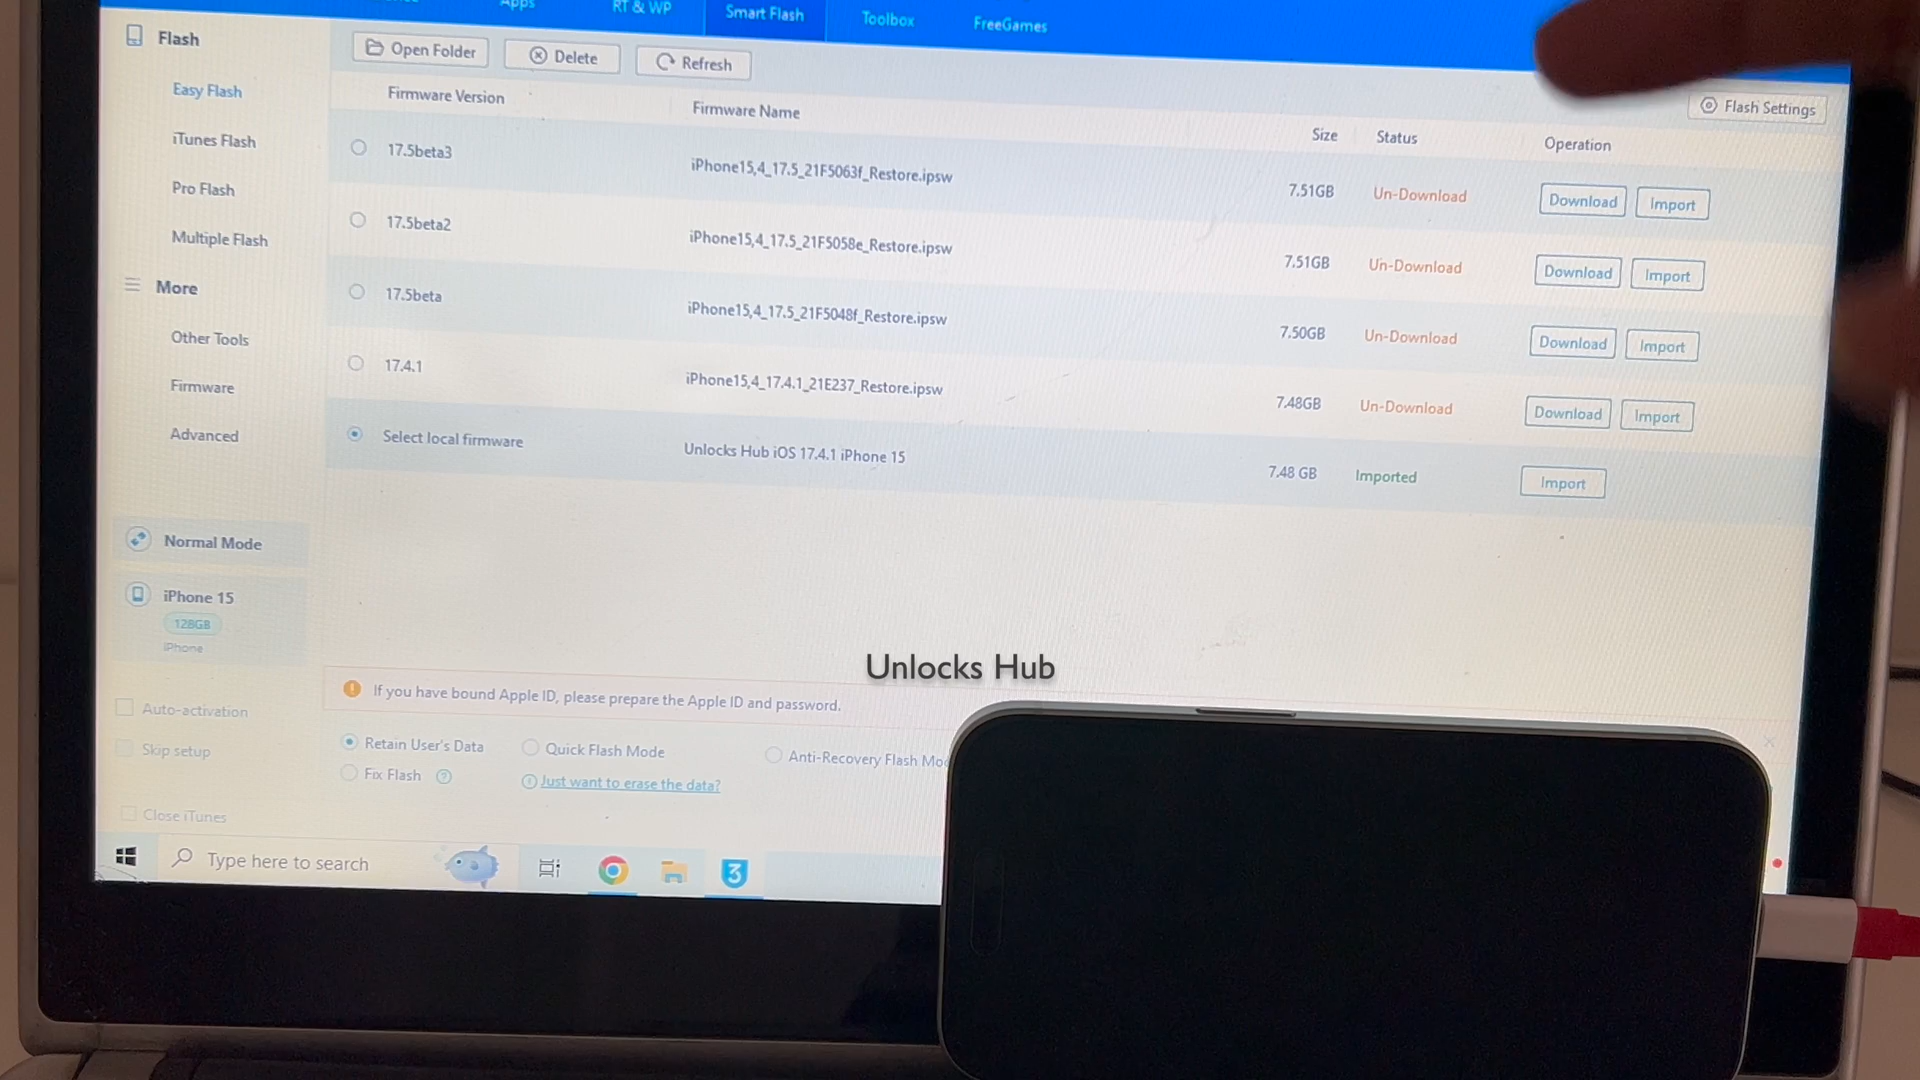 Apps
RT & WP
Smart Flash
Toolbox
FreeGames
Flash
Open Folder
Delete
Refresh
Flash Settings
Easy Flash
iTunes Flash
Pro Flash
Multiple Flash
More
Other Tools
Firmware
Advanced
Firmware Version Firmware Name Size Status Operation
17.5beta3 iPhone15,4_17.5_21F5063f_Restore.ipsw 7.51GB Un-Download Download Import
17.5beta2 iPhone15,4_17.5_21F5058e_Restore.ipsw 7.51GB Un-Download Download Import
17.5beta iPhone15,4_17.5_21F5048f_Restore.ipsw 7.50GB Un-Download Download Import
17.4.1 iPhone15,4_17.4.1_21E237_Restore.ipsw 7.48GB Un-Download Download Import
Select local firmware Unlocks Hub iOS 17.4.1 iPhone 15 7.48 GB Imported Import
Normal Mode
iPhone 15
128GB
iPhone
Unlocks Hub
If you have bound Apple ID, please prepare the Apple ID and password.
Auto-activation
Skip setup
Close iTunes
Retain User's Data Quick Flash Mode Anti-Recovery Flash
Fix Flash ? Just want to erase the data?
Type here to search
3